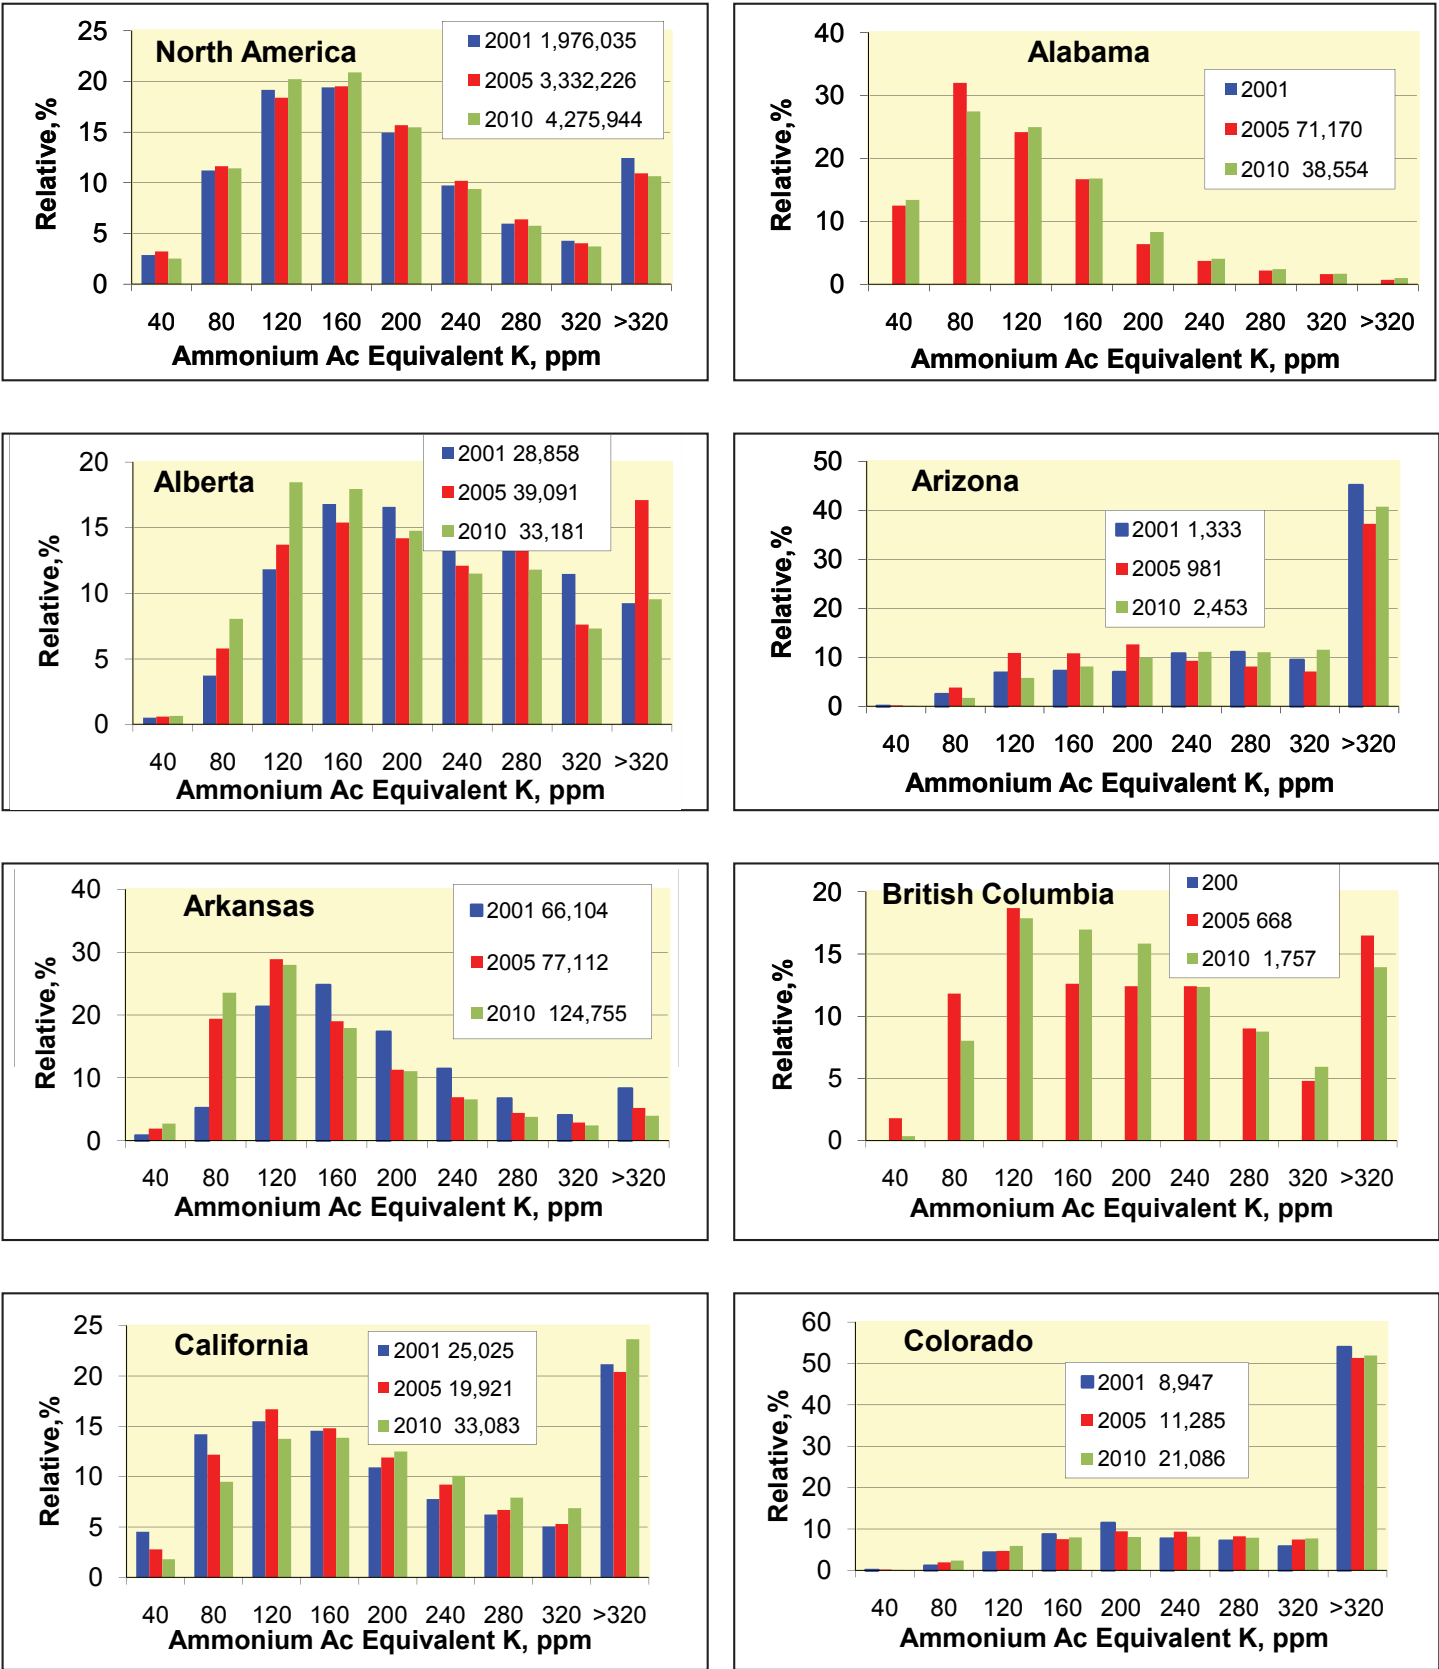 North America
2001 1,976,035
2005 3,332,226
2010 4,275,944
Relative,%
25
20
15
10
5
0
40 80 120 160 200 240 280 320 >320
Ammonium Ac Equivalent K, ppm
Alabama
2001
2005 71,170
2010 38,554
Relative,%
40
30
20
10
0
40 80 120 160 200 240 280 320 >320
Ammonium Ac Equivalent K, ppm
Alberta
2001 28,858
2005 39,091
2010 33,181
Relative,%
20
15
10
5
0
40 80 120 160 200 240 280 320 >320
Ammonium Ac Equivalent K, ppm
Arizona
2001 1,333
2005 981
2010 2,453
Relative,%
50
40
30
20
10
0
40 80 120 160 200 240 280 320 >320
Ammonium Ac Equivalent K, ppm
Arkansas
2001 66,104
2005 77,112
2010 124,755
Relative,%
40
30
20
10
0
40 80 120 160 200 240 280 320 >320
Ammonium Ac Equivalent K, ppm
British Columbia
200
2005 668
2010 1,757
Relative,%
20
15
10
5
0
40 80 120 160 200 240 280 320 >320
Ammonium Ac Equivalent K, ppm
California
2001 25,025
2005 19,921
2010 33,083
Relative,%
25
20
15
10
5
0
40 80 120 160 200 240 280 320 >320
Ammonium Ac Equivalent K, ppm
Colorado
2001 8,947
2005 11,285
2010 21,086
Relative,%
60
50
40
30
20
10
0
40 80 120 160 200 240 280 320 >320
Ammonium Ac Equivalent K, ppm